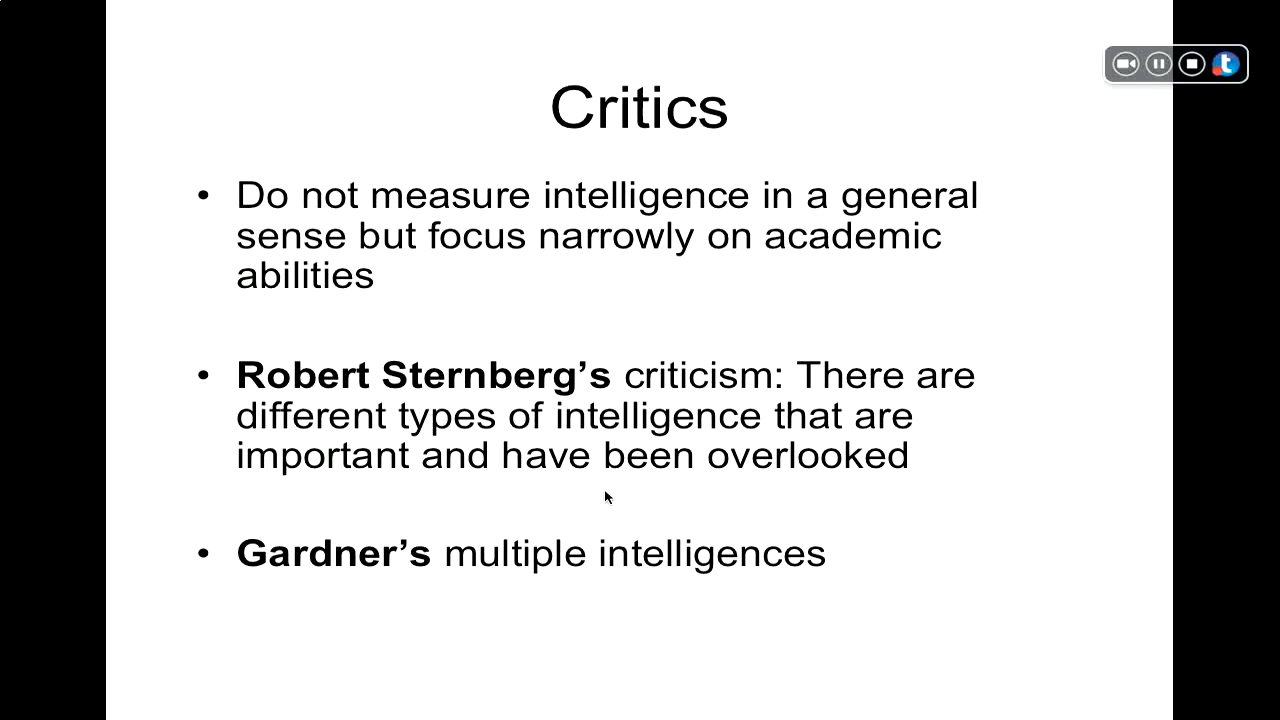 Critics
• Do not measure intelligence in a general
sense but focus narrowly on academic
abilities
• Robert Sternberg’s criticism: There are
different types of intelligence that are
important and have been overlooked
• Gardner’s multiple intelligences
t